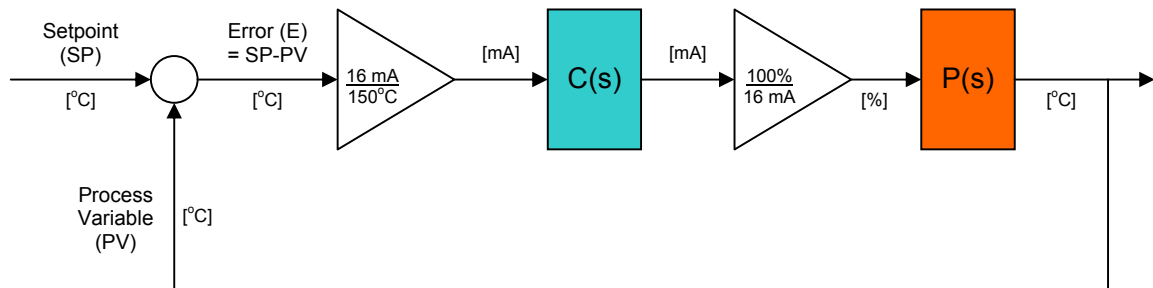 Setpoint
(SP)
[°C]
Error (E)
= SP-PV
[°C]
16 mA
150°C
[mA]
C(s)
[mA]
100%
16 mA
[%]
P(s)
[°C]
Process
Variable
(PV)
[°C]